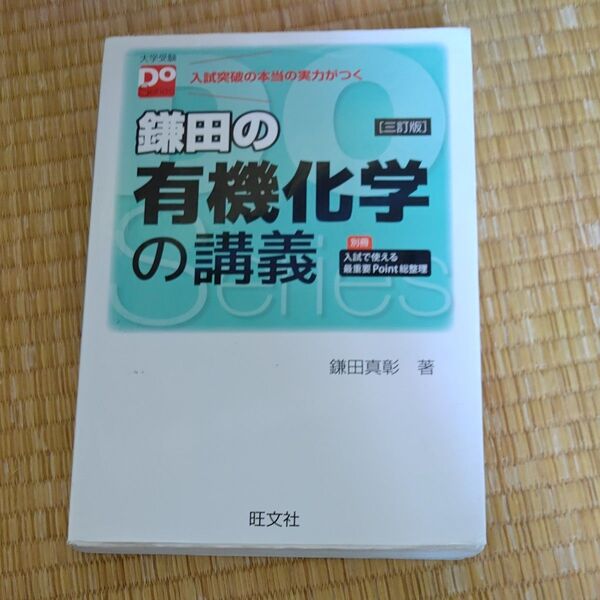 大学受験
Do
Series
入試突破の本当の実力がつく
DO
鎌田の
[三訂版]
有機化学
の講義
別冊
入試で使える
最重要Point総整理
Series
鎌田真彰 著
旺文社